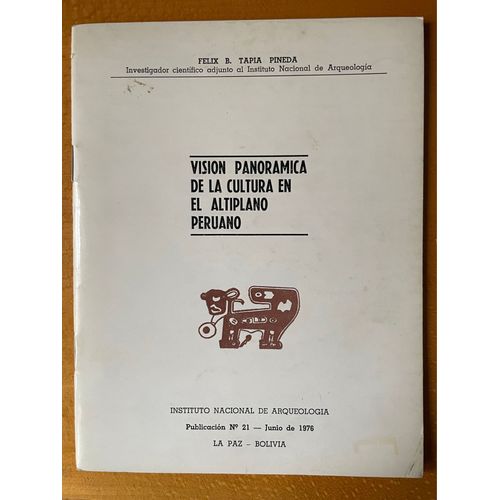 FELIX B. TAPIA PINEDA
Investigador científico adjunto al Instituto Nacional de Arqueología
VISION PANORAMICA
DE LA CULTURA EN
EL ALTIPLANO
PERUANO
INSTITUTO NACIONAL DE ARQUEOLOGIA
Publicación Nº 21 — Junio de 1976
LA PAZ - BOLIVIA